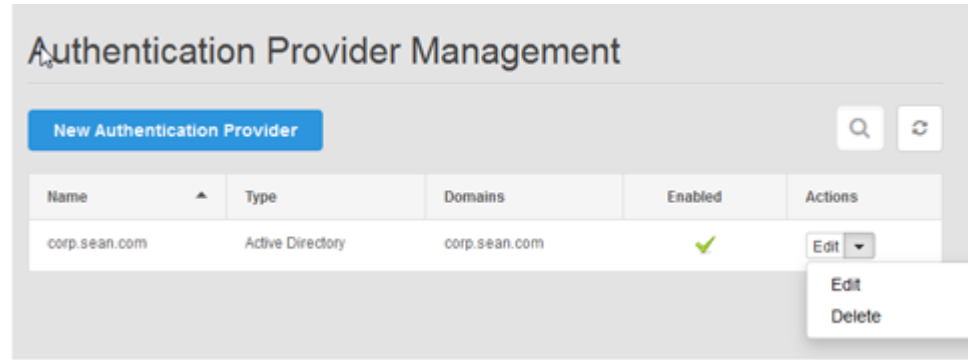 Authentication Provider Management
New Authentication Provider
Name Type Domains Enabled Actions
corp.sean.com Active Directory corp.sean.com Edit
Edit
Delete